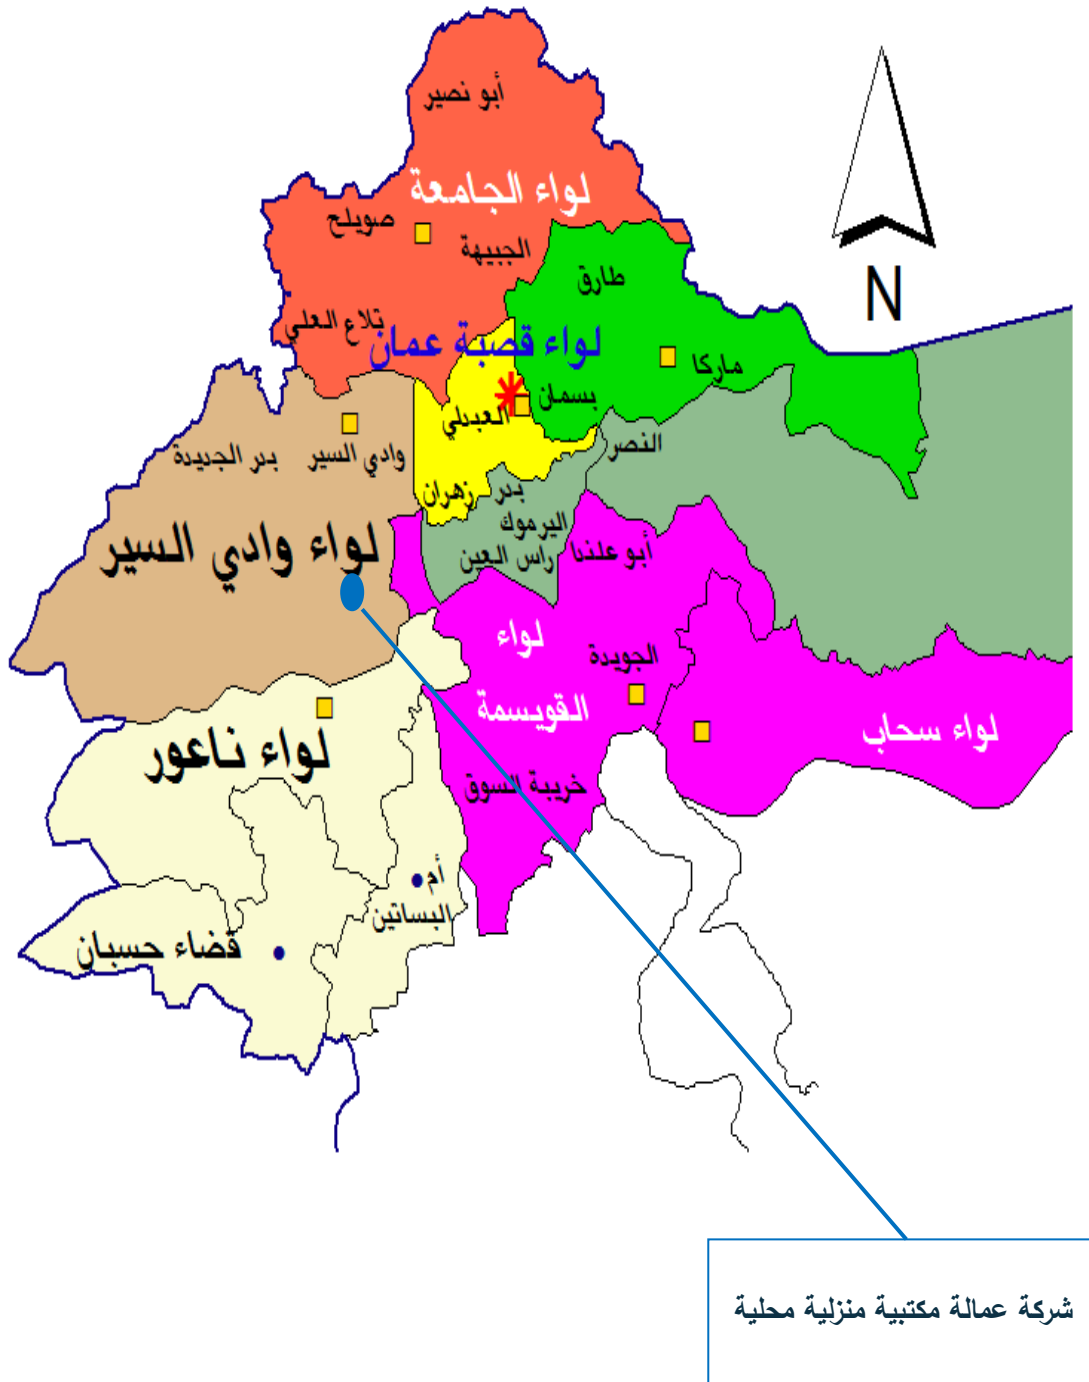 أبو نصير
لواء الجامعة
صويلح
الجبيهة
طارق
تلاع العلي
لواء قصبة عمان
ماركا
بسمان
العبدلي
النصر
وادي السير
بدر الجديدة
زهران
بدر
اليرموك
راس العين
أبو علندا
لواء وادي السير
لواء
القويسمة
الجويدة
لواء سحاب
لواء ناعور
خريبة السوق
أم
البساتين
قضاء حسبان
N
شركة عمالة مكتبية منزلية محلية